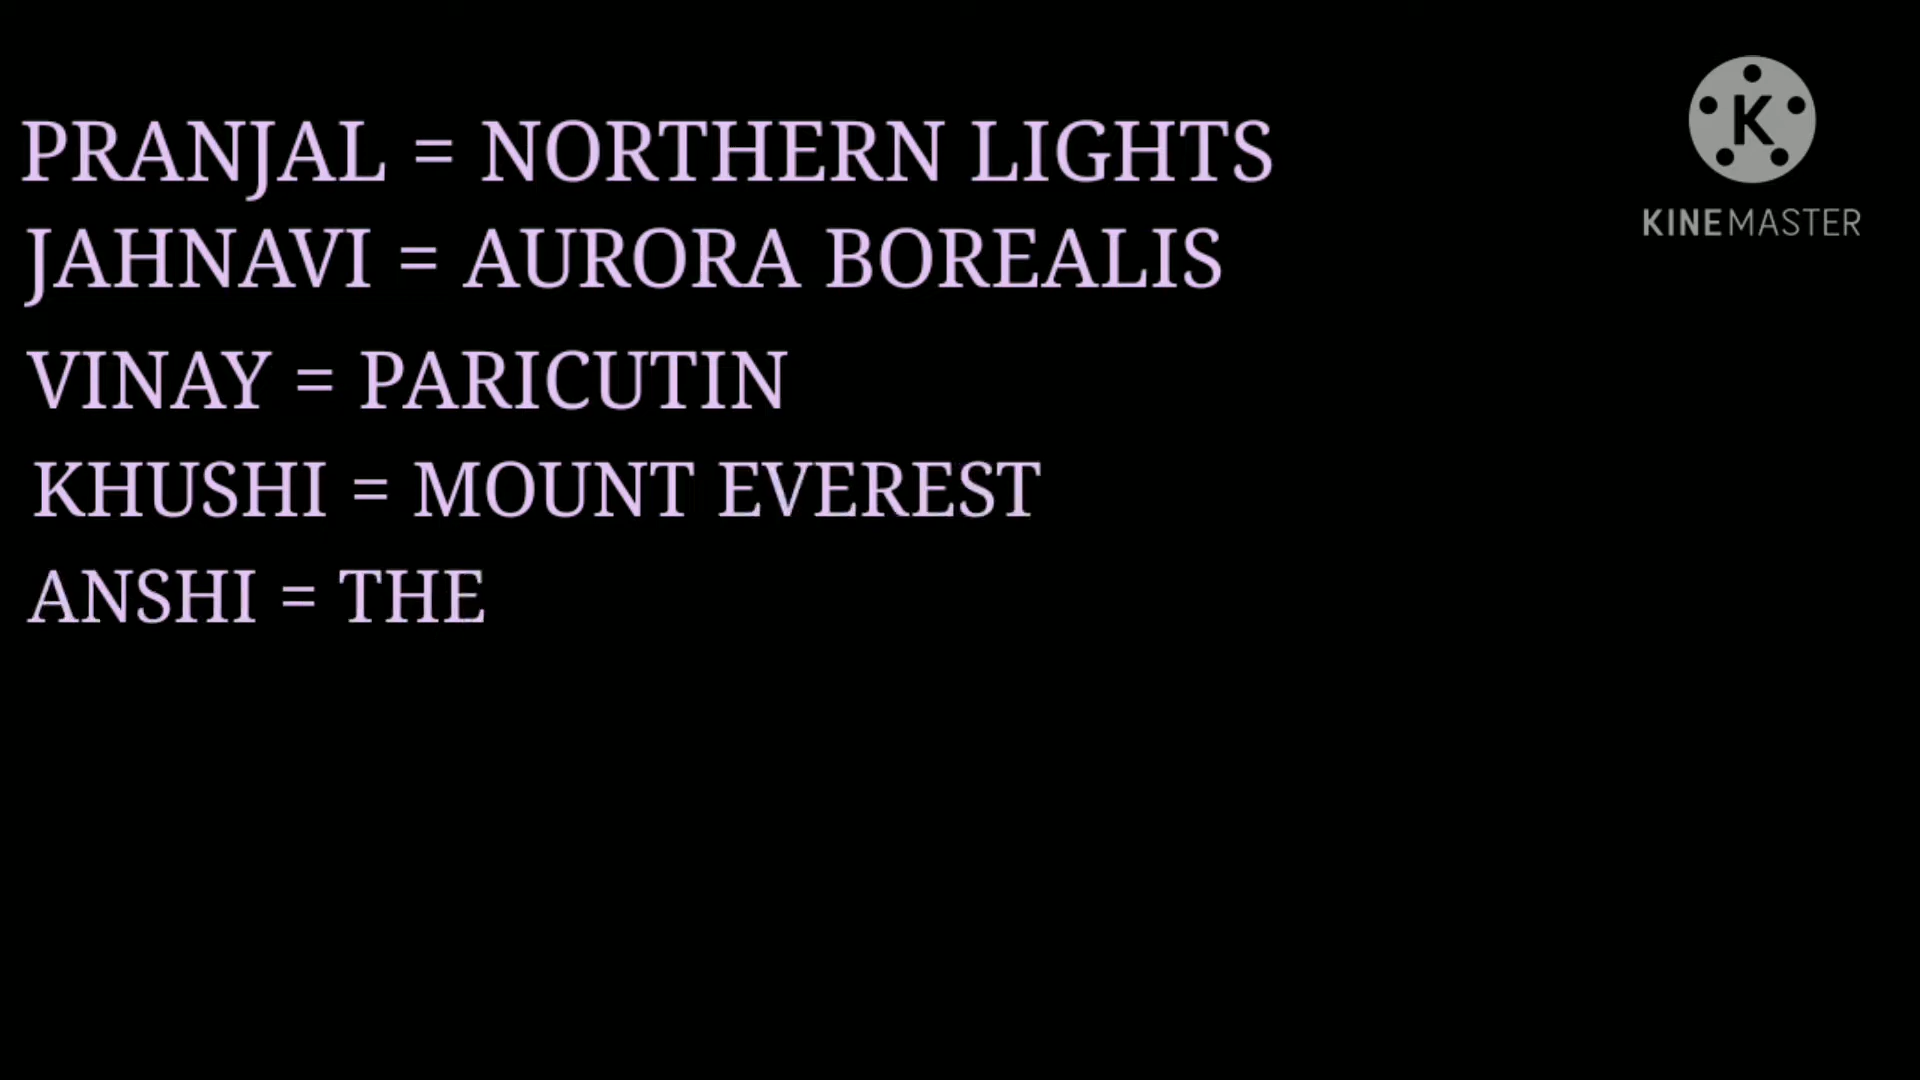 PRANJAL = NORTHERN LIGHTS
JAHNAVI = AURORA BOREALIS
VINAY = PARICUTIN
KHUSHI = MOUNT EVEREST
ANSHI = THE
K
KINEMASTER